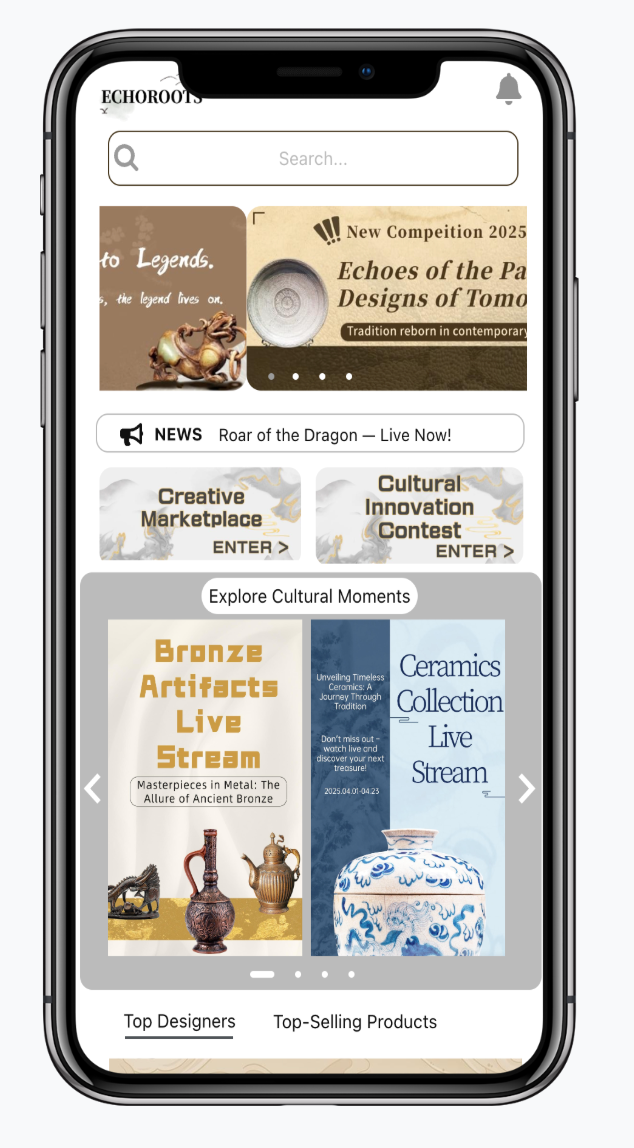 ECHOROOTS
Search...
to Legends.
s, the legend lives on.
New Compeition 2025
Echoes of the Pa
Designs of Tomo
Tradition reborn in contemporary
NEWS Roar of the Dragon — Live Now!
Creative
Marketplace
ENTER >
Cultural
Innovation
Contest
ENTER >
Explore Cultural Moments
Bronze
Artifacts
Live
Stream
Masterpieces in Metal: The
Allure of Ancient Bronze
Unveiling Timeless
Ceramics: A
Journey Through
Tradition
Don't miss out –
watch live and
discover your next
treasure!
2025.04.01-04.23
Ceramics
Collection
Live
Stream
Top Designers
Top-Selling Products